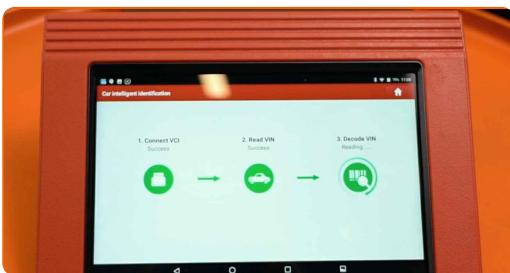 Car intelligent identification
1. Connect VCI
Success
2. Read VIN
Success
3. Decode VIN
Reading......